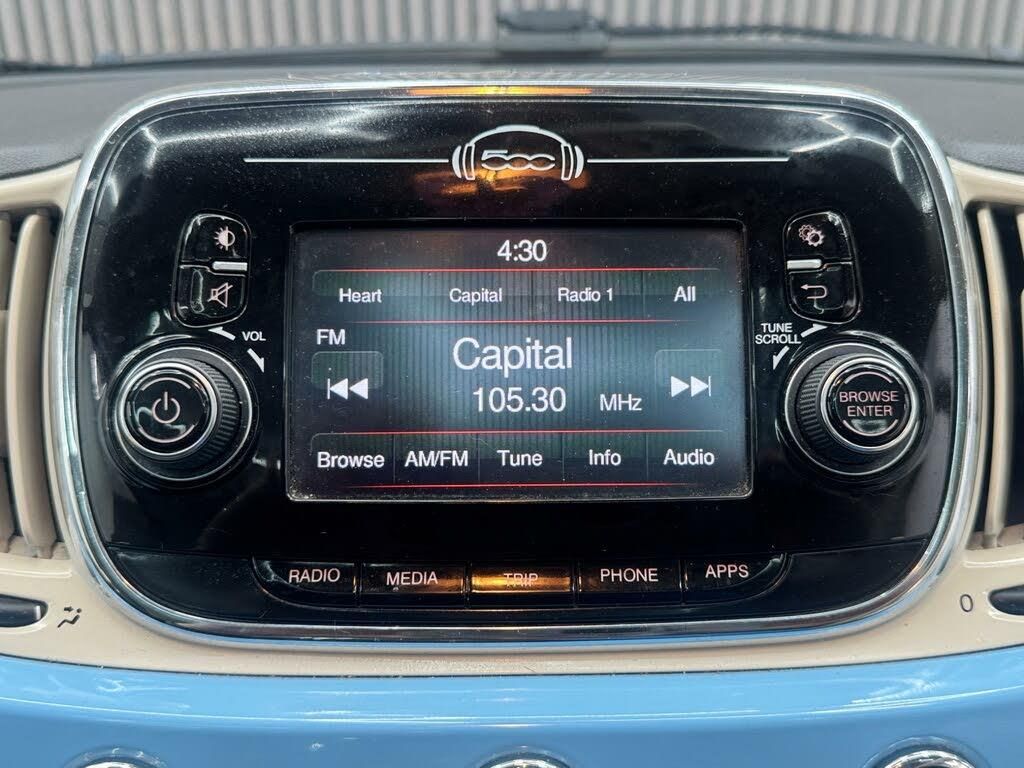 500
4:30
Heart Capital Radio 1 All
FM
VOL
TUNE
SCROLL
Capital
105.30 MHz
BROWSE
ENTER
Browse AM/FM Tune Info Audio
RADIO MEDIA TRIP PHONE APPS
0